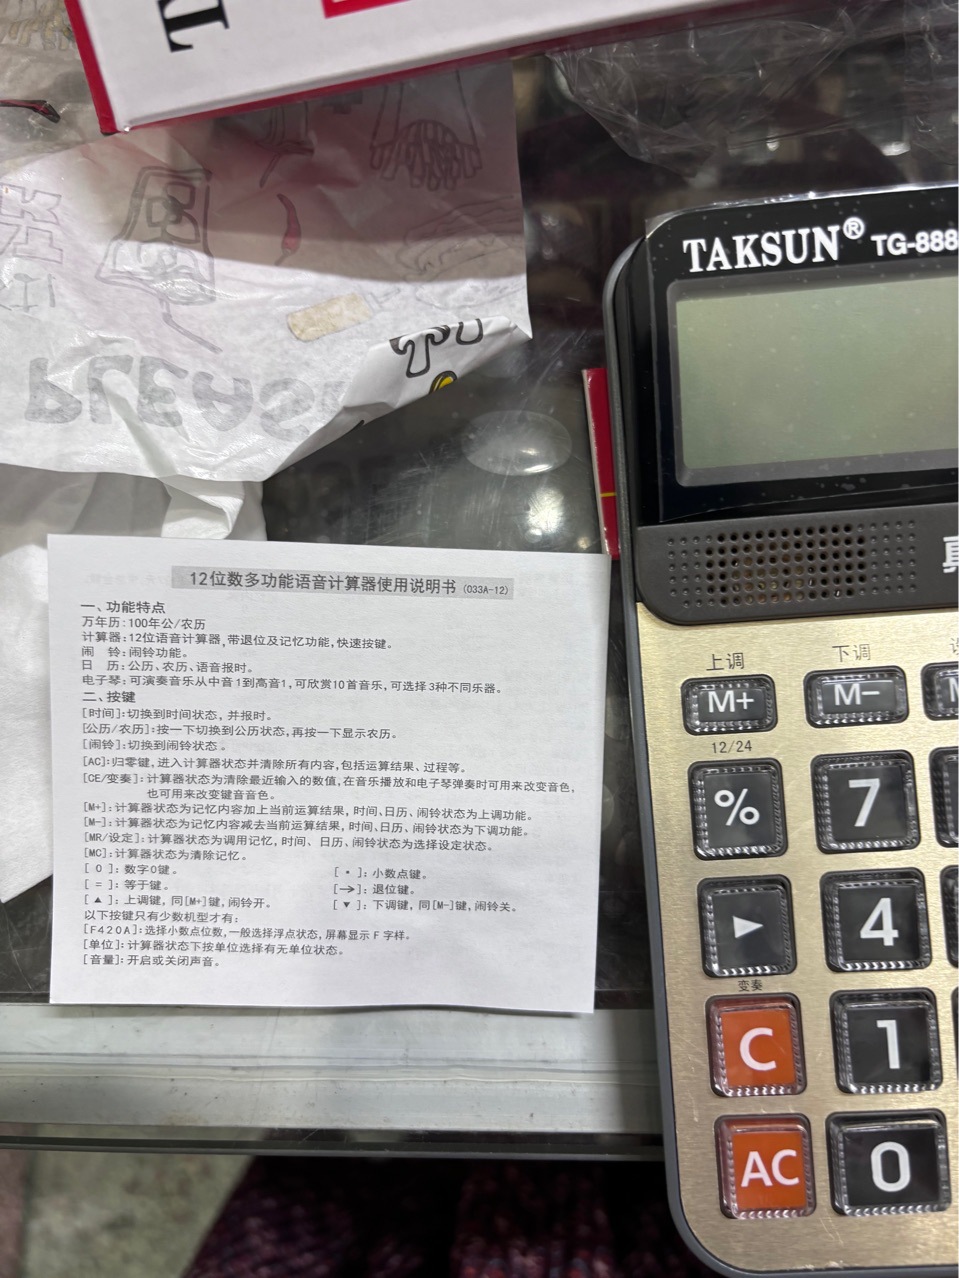 T
PLEAS
TAKSUN® TG-888
12位数多功能语音计算器使用说明书 (033A-12)
一、功能特点
万年历：100年公/农历
计算器：12位语音计算器，带退位及记忆功能，快速按键。
闹 铃：闹铃功能。
日 历：公历、农历、语音报时。
电子琴：可演奏音乐从中音1到高音1，可欣赏10首音乐，可选择3种不同乐器。
二、按键
[时间]：切换到时间状态，并报时。
[公历/农历]：按一下切换到公历状态，再按一下显示农历。
[闹铃]：切换到闹铃状态。
[AC]：归零键，进入计算器状态并清除所有内容，包括运算结果、过程等。
[CE/变奏]：计算器状态为清除最近输入的数值，在音乐播放和电子琴弹奏时可用来改变音色，
也可用来改变键音音色。
[M+]：计算器状态为记忆内容加上当前运算结果，时间、日历、闹铃状态为上调功能。
[M-]：计算器状态为记忆内容减去当前运算结果，时间、日历、闹铃状态为下调功能。
[MR/设定]：计算器状态为调用记忆，时间、日历、闹铃状态为选择设定状态。
[MC]：计算器状态为清除记忆。
[ 0 ]：数字0键。 [ · ]：小数点键。
[ = ]：等于键。 [→]：退位键。
[ ▲ ]：上调键，同[M+]键，闹铃开。 [ ▼ ]：下调键，同[M-]键，闹铃关。
以下按键只有少数机型才有：
[F420A]：选择小数点位数，一般选择浮点状态，屏幕显示 F 字样。
[单位]：计算器状态下按单位选择有无单位状态。
[音量]：开启或关闭声音。
真
上调 下调
M+ M-
12/24
% 7
▶ 4
变奏
C 1
AC 0